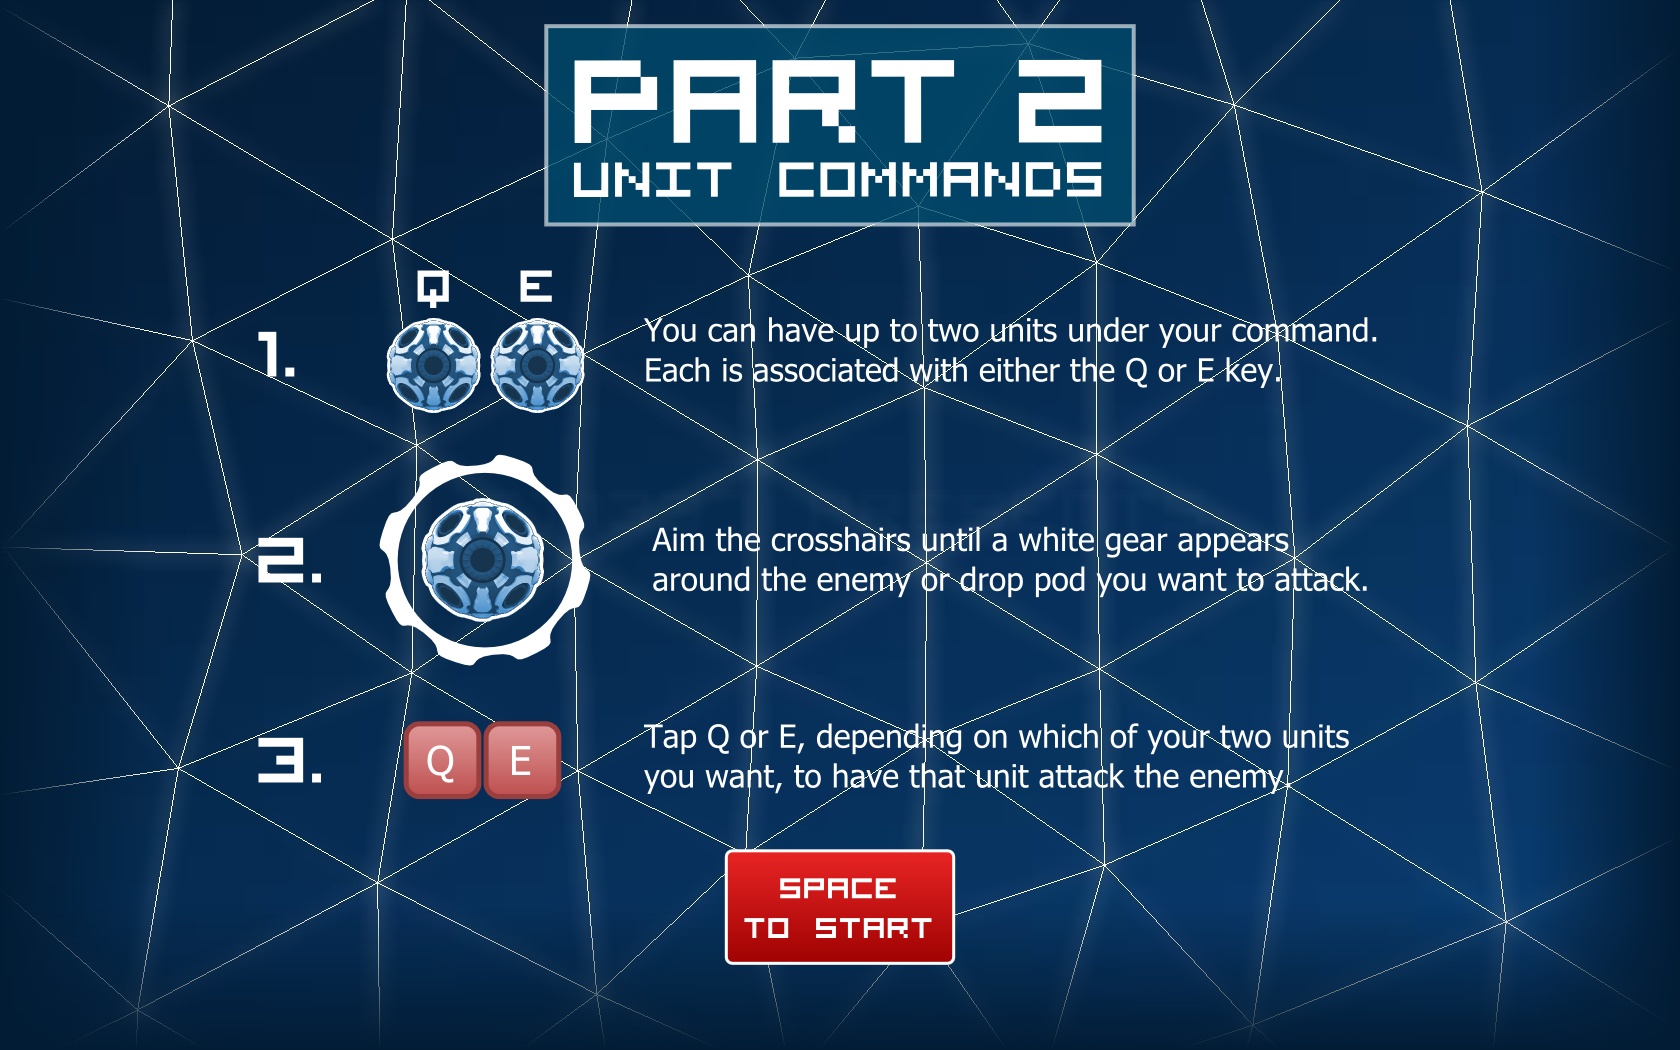 PART 2
UNIT COMMANDS
Q E
1.
You can have up to two units under your command.
Each is associated with either the Q or E key.
2.
Aim the crosshairs until a white gear appears
around the enemy or drop pod you want to attack.
3.
Q E
Tap Q or E, depending on which of your two units
you want, to have that unit attack the enemy.
SPACE
TO START